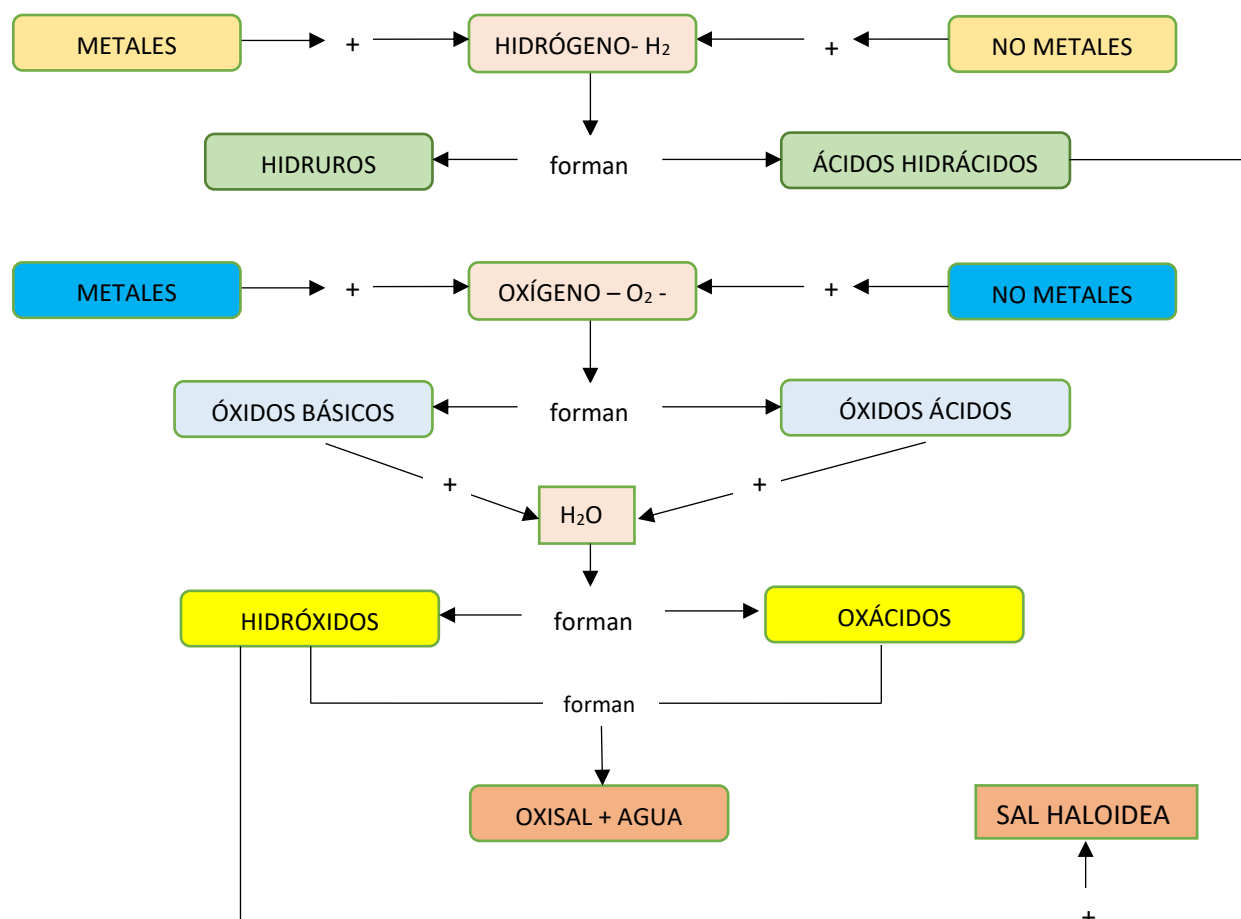 METALES + HIDRÓGENO- H₂ + NO METALES
HIDRUROS forman ÁCIDOS HIDRÁCIDOS
METALES + OXÍGENO – O₂ - + NO METALES
ÓXIDOS BÁSICOS forman ÓXIDOS ÁCIDOS
+ +
H₂O
HIDRÓXIDOS forman OXÁCIDOS
forman
OXISAL + AGUA SAL HALOIDEA
+